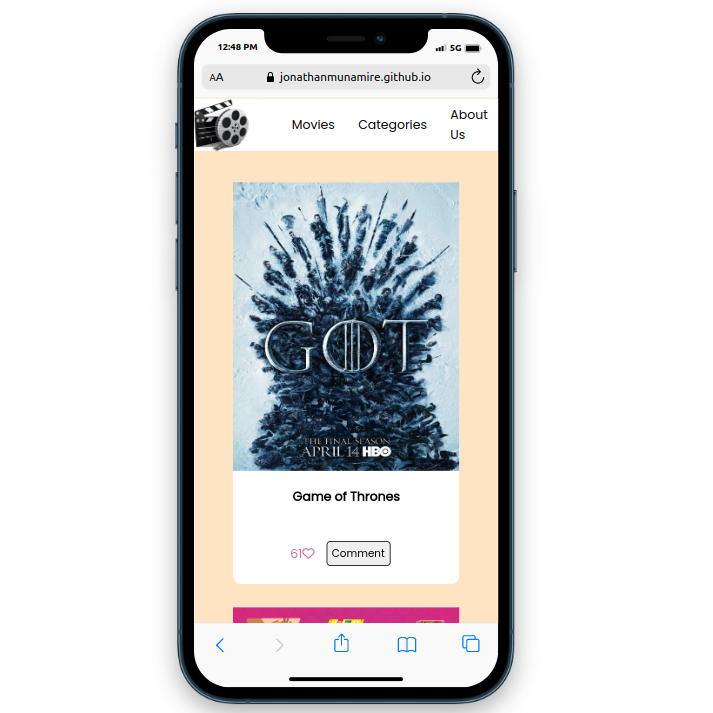 12:48 PM
5G
AA
jonathanmunamire.github.io
Movies
Categories
About
Us
GOT
THE FINAL SEASON
APRIL 14 HBO
Game of Thrones
61
Comment